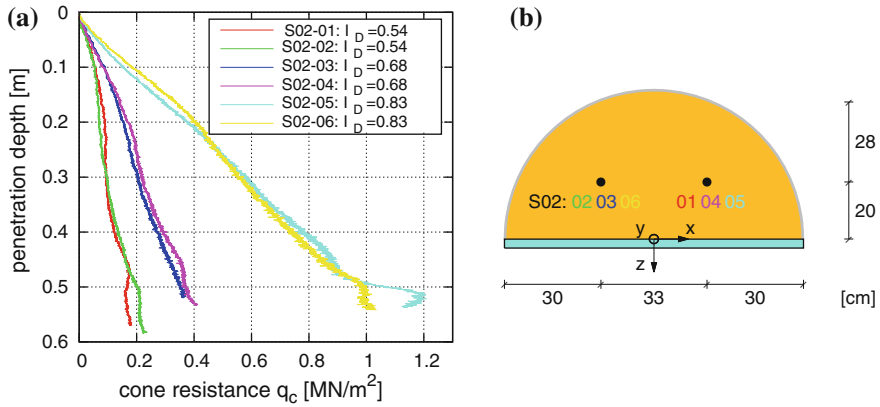 (a)
0
0.1
0.2
0.3
0.4
0.5
0.6
penetration depth [m]
S02-01: I D =0.54
S02-02: I D =0.54
S02-03: I D =0.68
S02-04: I D =0.68
S02-05: I D =0.83
S02-06: I D =0.83
0 0.2 0.4 0.6 0.8 1 1.2
cone resistance qc [MN/m2]
(b)
S02: 02 03 06 01 04 05
y x
z
28
20
30 33 30 [cm]